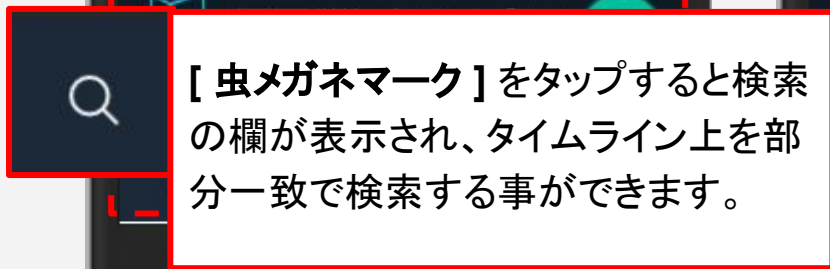 [ 虫メガネマーク ] をタップすると検索
の欄が表示され、タイムライン上を部
分一致で検索する事ができます。